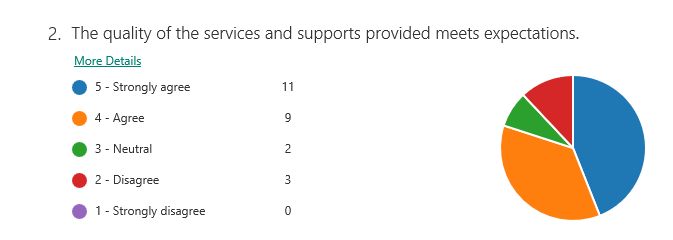 2. The quality of the services and supports provided meets expectations.
More Details
5 - Strongly agree 11
4 - Agree 9
3 - Neutral 2
2 - Disagree 3
1 - Strongly disagree 0